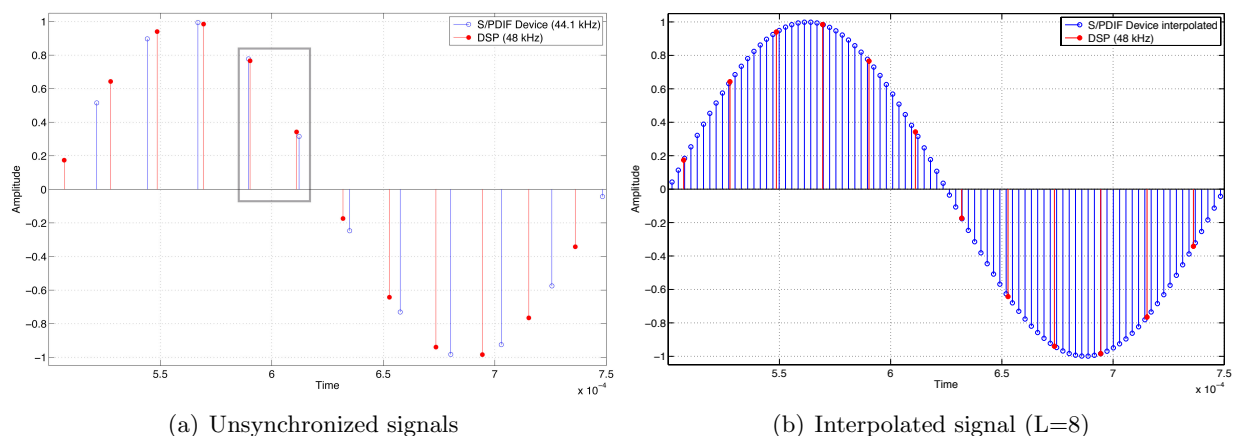 1
0.8
0.6
0.4
0.2
0
−0.2
−0.4
−0.6
−0.8
−1
Amplitude
S/PDIF Device (44.1 kHz)
DSP (48 kHz)
5.5
6
6.5
7
7.5
Time
x 10⁻⁴
(a) Unsynchronized signals
1
0.8
0.6
0.4
0.2
0
−0.2
−0.4
−0.6
−0.8
−1
Amplitude
S/PDIF Device interpolated
DSP (48 kHz)
5.5
6
6.5
7
7.5
Time
x 10⁻⁴
(b) Interpolated signal (L=8)